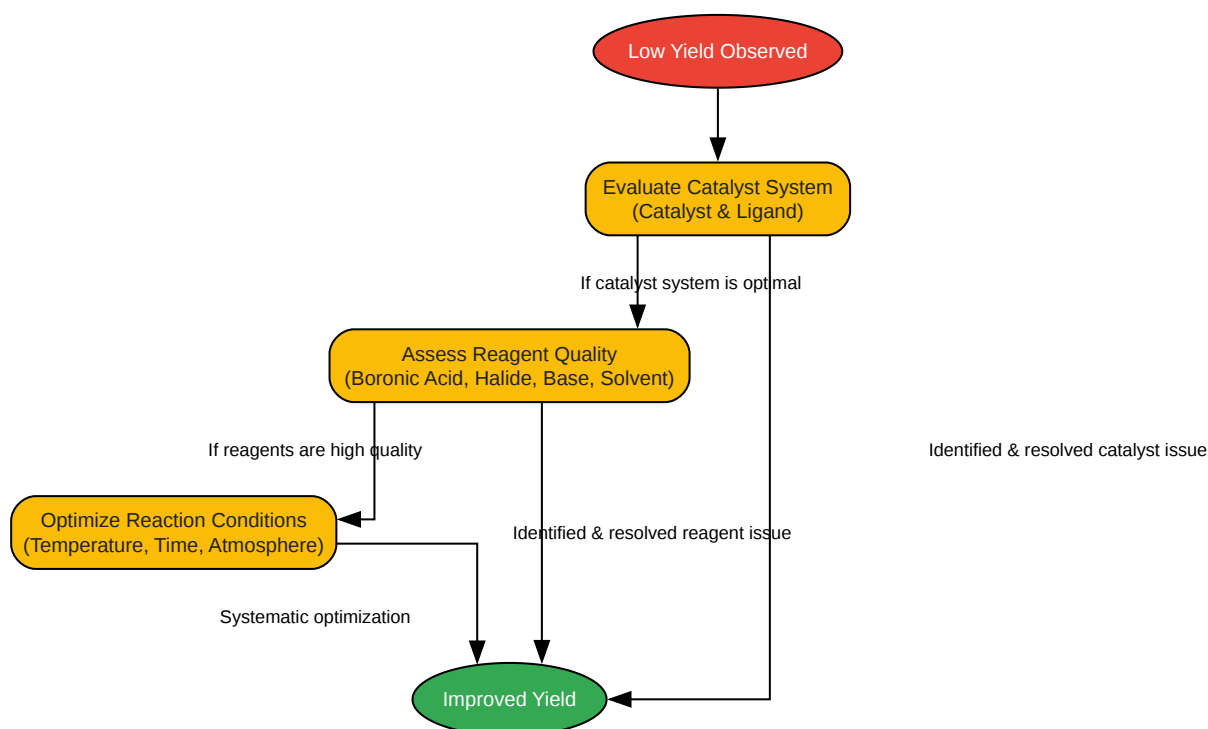 Low Yield Observed
Evaluate Catalyst System
(Catalyst & Ligand)
If catalyst system is optimal
Assess Reagent Quality
(Boronic Acid, Halide, Base, Solvent)
If reagents are high quality
Identified & resolved catalyst issue
Optimize Reaction Conditions
(Temperature, Time, Atmosphere)
Identified & resolved reagent issue
Systematic optimization
Improved Yield